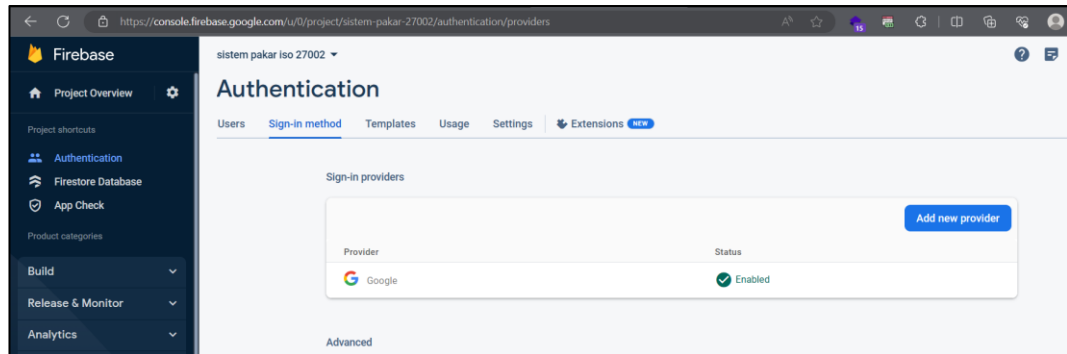 https://console.firebase.google.com/u/0/project/sistem-pakar-27002/authentication/providers
15
Firebase
sistem pakar iso 27002
Project Overview
Authentication
Users Sign-in method Templates Usage Settings Extensions NEW
Project shortcuts
Authentication
Firestore Database
App Check
Product categories
Build
Release & Monitor
Analytics
Sign-in providers
Add new provider
Provider Status
Google Enabled
Advanced